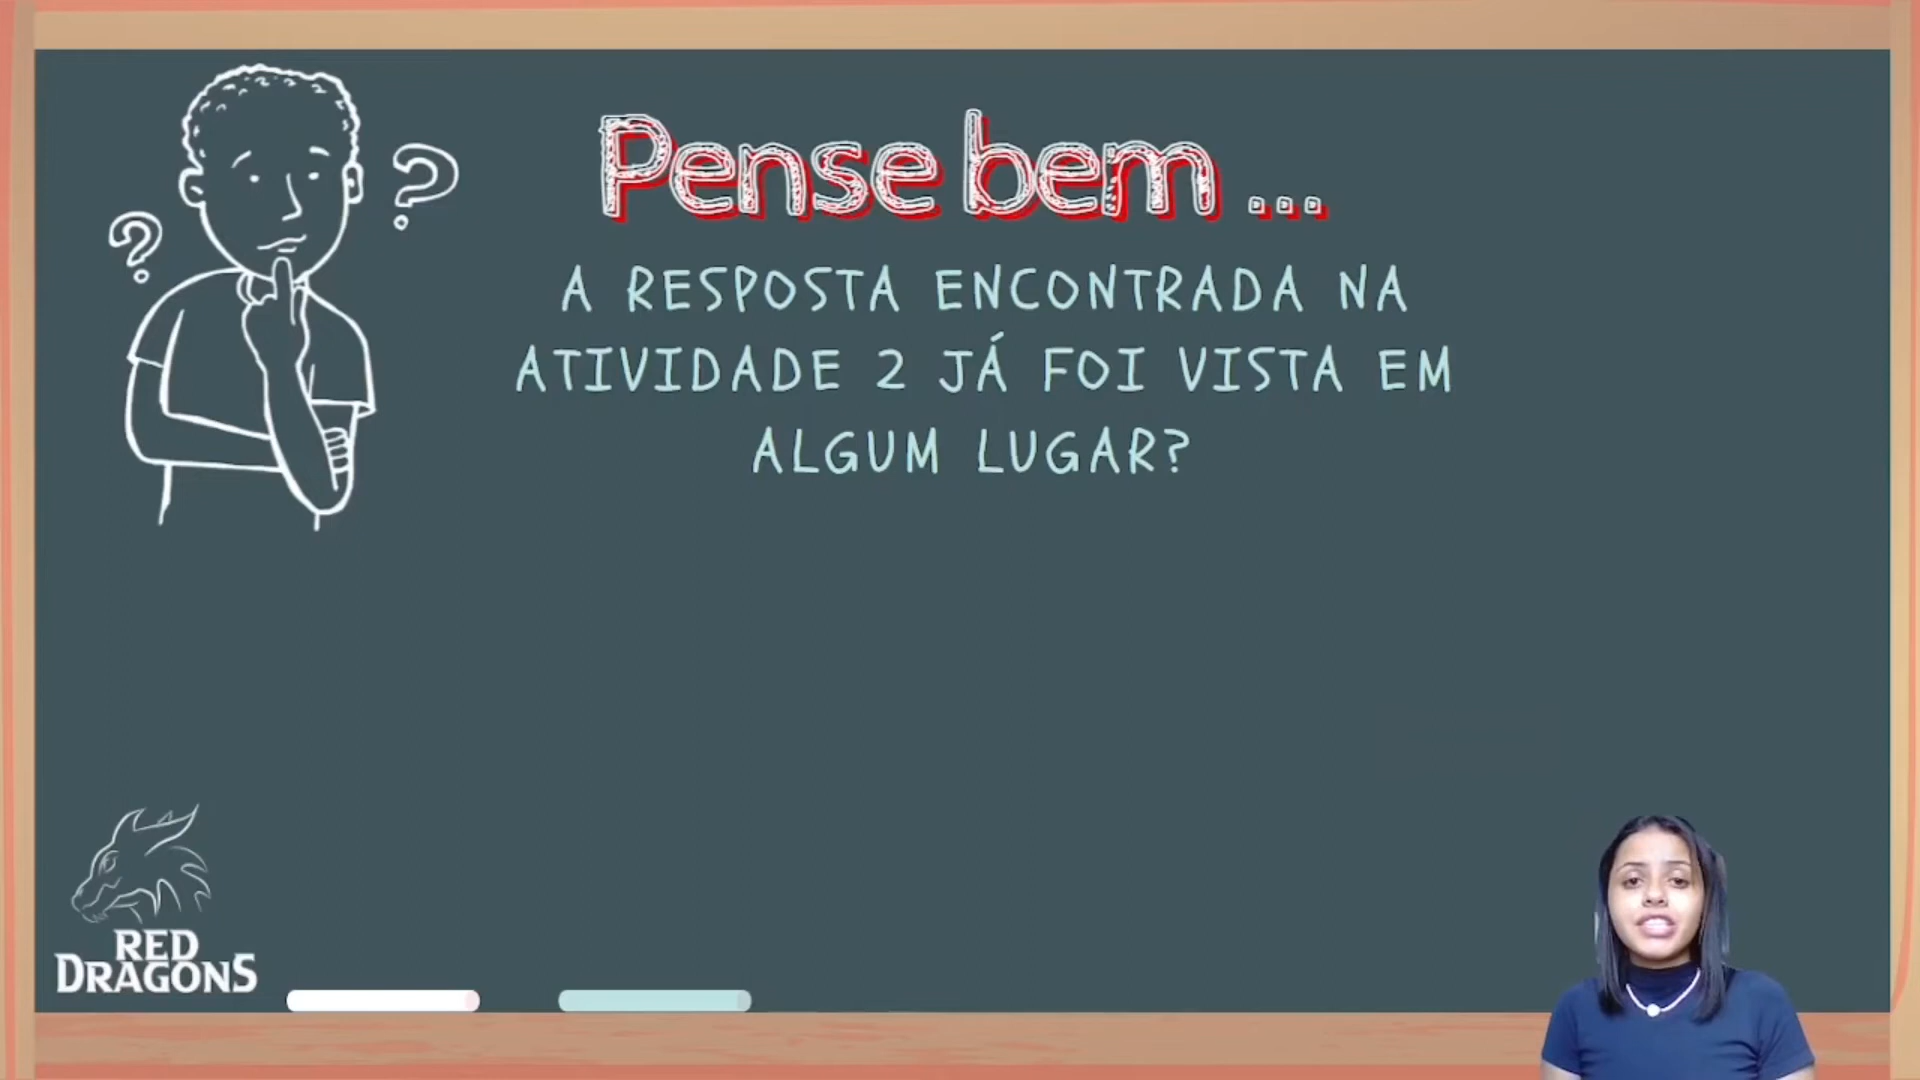 Pense bem ...
A RESPOSTA ENCONTRADA NA
ATIVIDADE 2 JÁ FOI VISTA EM
ALGUM LUGAR?
RED
DRAGONS